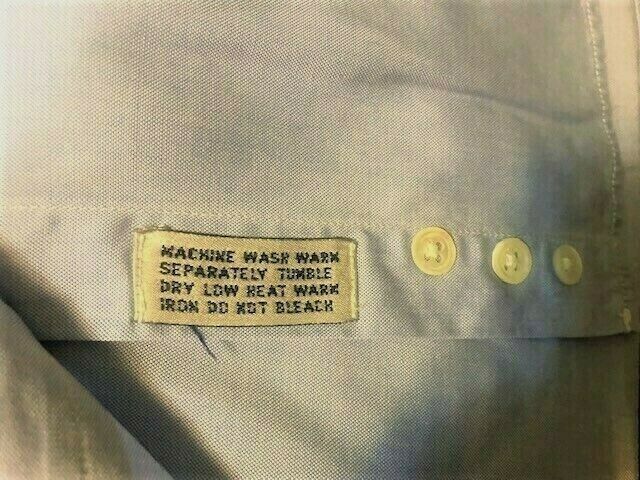 MACHINE WASH WARM
SEPARATELY TUMBLE
DRY LOW HEAT WARM
IRON DO NOT BLEACH